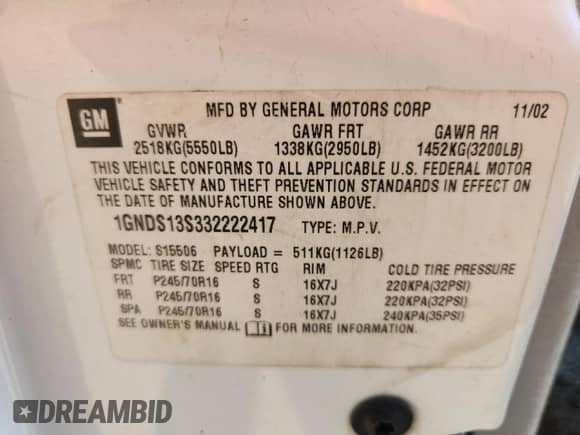 GM
MFD BY GENERAL MOTORS CORP 11/02
GVWR GAWR FRT GAWR RR
2518KG(5550LB) 1338KG(2950LB) 1452KG(3200LB)
THIS VEHICLE CONFORMS TO ALL APPLICABLE U.S. FEDERAL MOTOR
VEHICLE SAFETY AND THEFT PREVENTION STANDARDS IN EFFECT ON
THE DATE OF MANUFACTURE SHOWN ABOVE.
1GNDS13S332222417 TYPE: M.P.V.
MODEL: S15506 PAYLOAD = 511KG(1126LB)
SPMC TIRE SIZE SPEED RTG RIM COLD TIRE PRESSURE
FRT P245/70R16 S 16X7J 220KPA(32PSI)
RR P245/70R16 S 16X7J 220KPA(32PSI)
SPA P245/70R16 S 16X7J 240KPA(35PSI)
SEE OWNER'S MANUAL FOR MORE INFORMATION.
DREAMBID